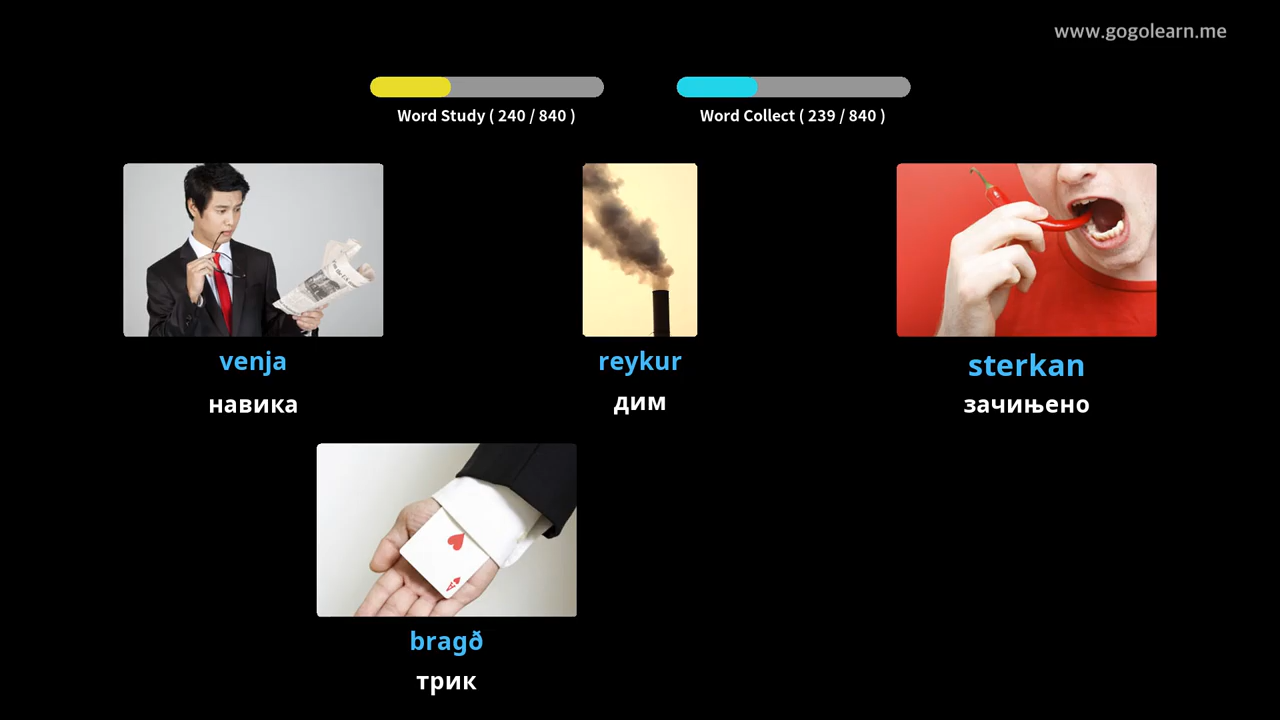 www.gogolearn.me
Word Study ( 240 / 840 )
Word Collect ( 239 / 840 )
venja
reykur
sterkan
навика
дим
зачињено
bragð
трик